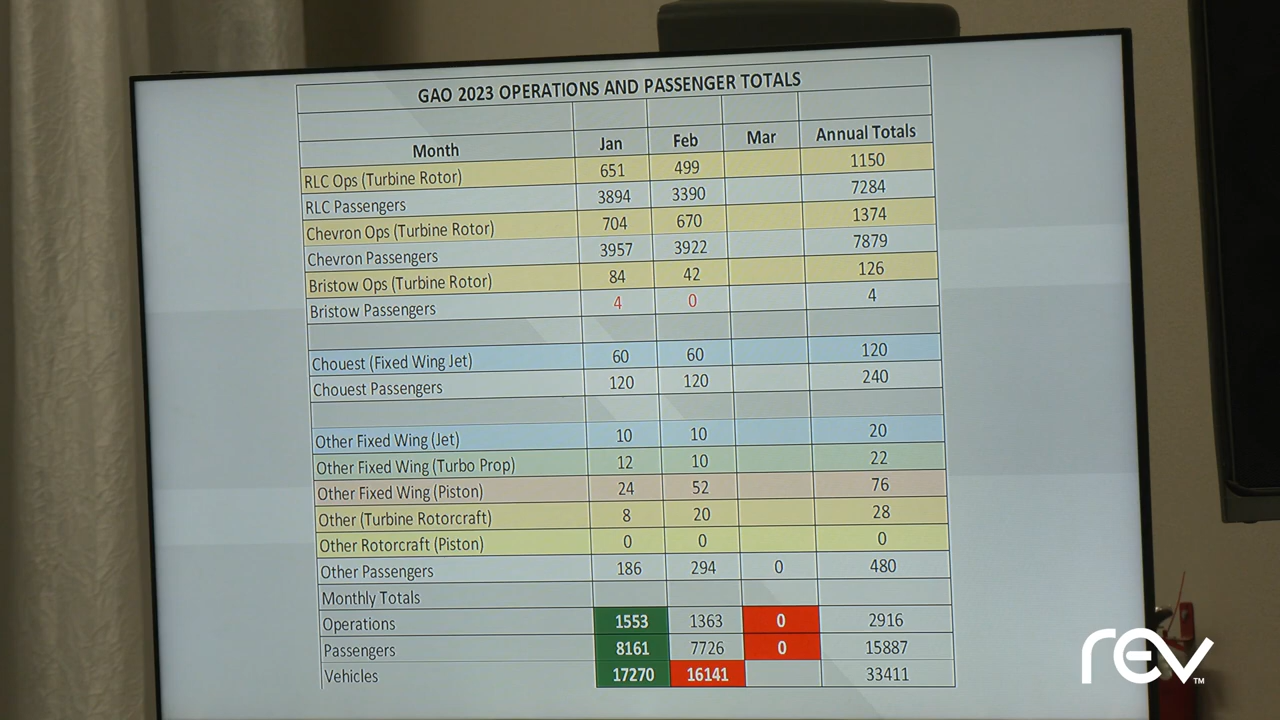 GAO 2023 OPERATIONS AND PASSENGER TOTALS
Month Jan Feb Mar Annual Totals
RLC Ops (Turbine Rotor) 651 499 1150
RLC Passengers 3894 3390 7284
Chevron Ops (Turbine Rotor) 704 670 1374
Chevron Passengers 3957 3922 7879
Bristow Ops (Turbine Rotor) 84 42 126
Bristow Passengers 4 0 4
Chouest (Fixed Wing Jet) 60 60 120
Chouest Passengers 120 120 240
Other Fixed Wing (Jet) 10 10 20
Other Fixed Wing (Turbo Prop) 12 10 22
Other Fixed Wing (Piston) 24 52 76
Other (Turbine Rotorcraft) 8 20 28
Other Rotorcraft (Piston) 0 0 0
Other Passengers 186 294 0 480
Monthly Totals
Operations 1553 1363 0 2916
Passengers 8161 7726 0 15887
Vehicles 17270 16141 33411
rev™